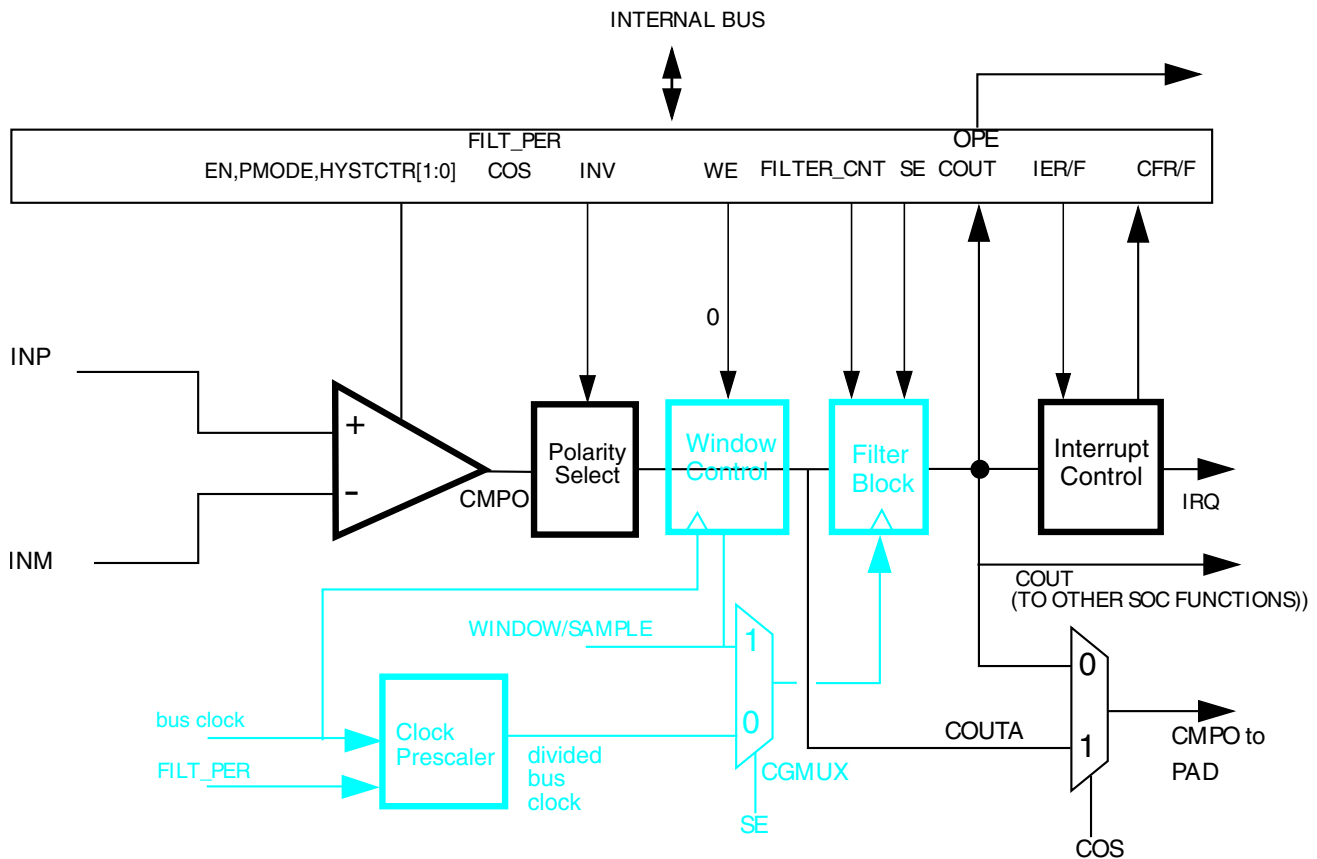 INTERNAL BUS
FILT_PER
OPE
EN,PMODE,HYSTCTR[1:0]
COS
INV
WE
FILTER_CNT
SE
COUT
IER/F
CFR/F
0
INP
+
-
INM
CMPO
Polarity
Select
Window
Control
Filter
Block
Interrupt
Control
IRQ
COUT
(TO OTHER SOC FUNCTIONS))
WINDOW/SAMPLE
1
0
CGMUX
SE
bus clock
FILT_PER
Clock
Prescaler
divided
bus
clock
COUTA
0
1
CMPO to
PAD
COS